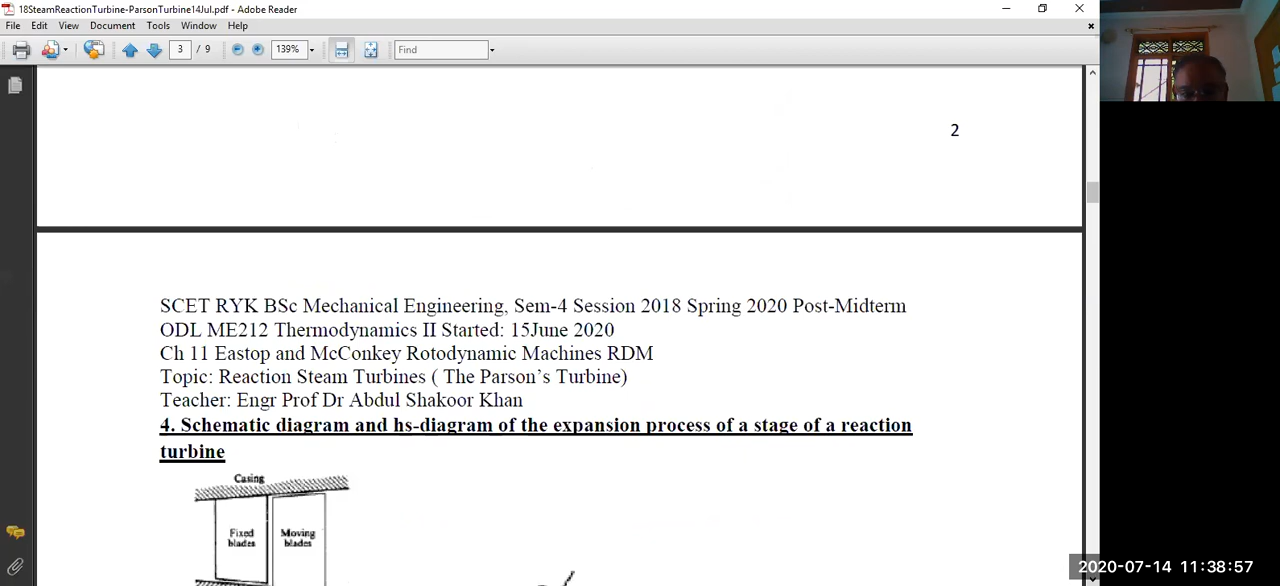 18SteamReactionTurbine-ParsonTurbine14Jul.pdf - Adobe Reader
File Edit View Document Tools Window Help
3 / 9 139% Find
2
SCET RYK BSc Mechanical Engineering, Sem-4 Session 2018 Spring 2020 Post-Midterm
ODL ME212 Thermodynamics II Started: 15June 2020
Ch 11 Eastop and McConkey Rotodynamic Machines RDM
Topic: Reaction Steam Turbines ( The Parson’s Turbine)
Teacher: Engr Prof Dr Abdul Shakoor Khan
4. Schematic diagram and hs-diagram of the expansion process of a stage of a reaction
turbine
Casing
Fixed Moving
blades blades
2020-07-14 11:38:57